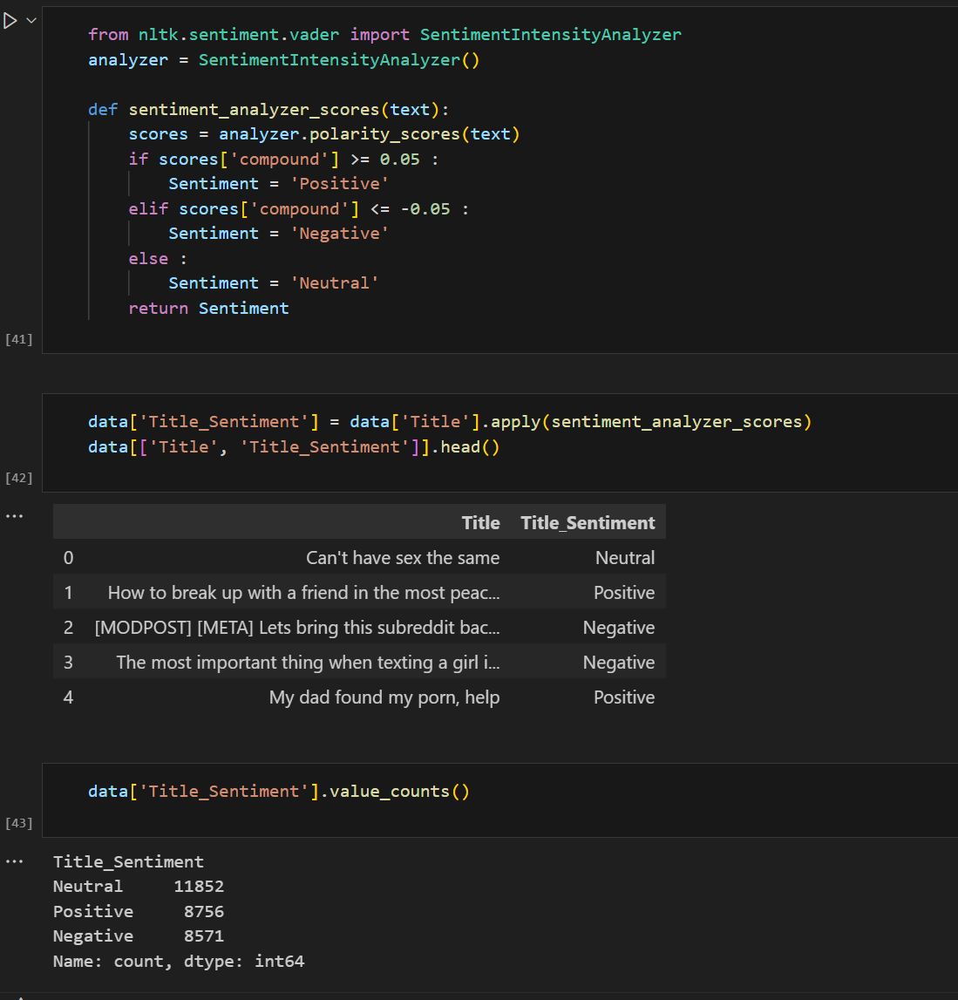 from nltk.sentiment.vader import SentimentIntensityAnalyzer
analyzer = SentimentIntensityAnalyzer()
def sentiment_analyzer_scores(text):
    scores = analyzer.polarity_scores(text)
    if scores['compound'] >= 0.05 :
        Sentiment = 'Positive'
    elif scores['compound'] <= -0.05 :
        Sentiment = 'Negative'
    else :
        Sentiment = 'Neutral'
    return Sentiment
[41]
data['Title_Sentiment'] = data['Title'].apply(sentiment_analyzer_scores)
data[['Title', 'Title_Sentiment']].head()
[42]
...
Title Title_Sentiment
0 Can't have sex the same Neutral
1 How to break up with a friend in the most peac... Positive
2 [MODPOST] [META] Lets bring this subreddit bac... Negative
3 The most important thing when texting a girl i... Negative
4 My dad found my porn, help Positive
data['Title_Sentiment'].value_counts()
[43]
...
Title_Sentiment
Neutral     11852
Positive     8756
Negative     8571
Name: count, dtype: int64